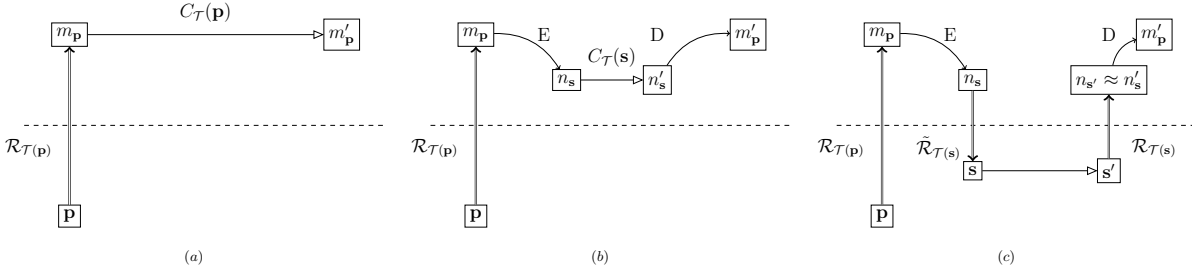 C_𝒯(𝐩)
m_𝐩
m′_𝐩
ℛ_𝒯(𝐩)
𝐩
(a)
m_𝐩
E
D
m′_𝐩
C_𝒯(𝐬)
n_𝐬
n′_𝐬
ℛ_𝒯(𝐩)
𝐩
(b)
m_𝐩
E
D
m′_𝐩
n_𝐬
n_𝐬′ ≈ n′_𝐬
ℛ_𝒯(𝐩)
ℛ̃_𝒯(𝐬)
ℛ_𝒯(𝐬)
𝐬
𝐬′
𝐩
(c)